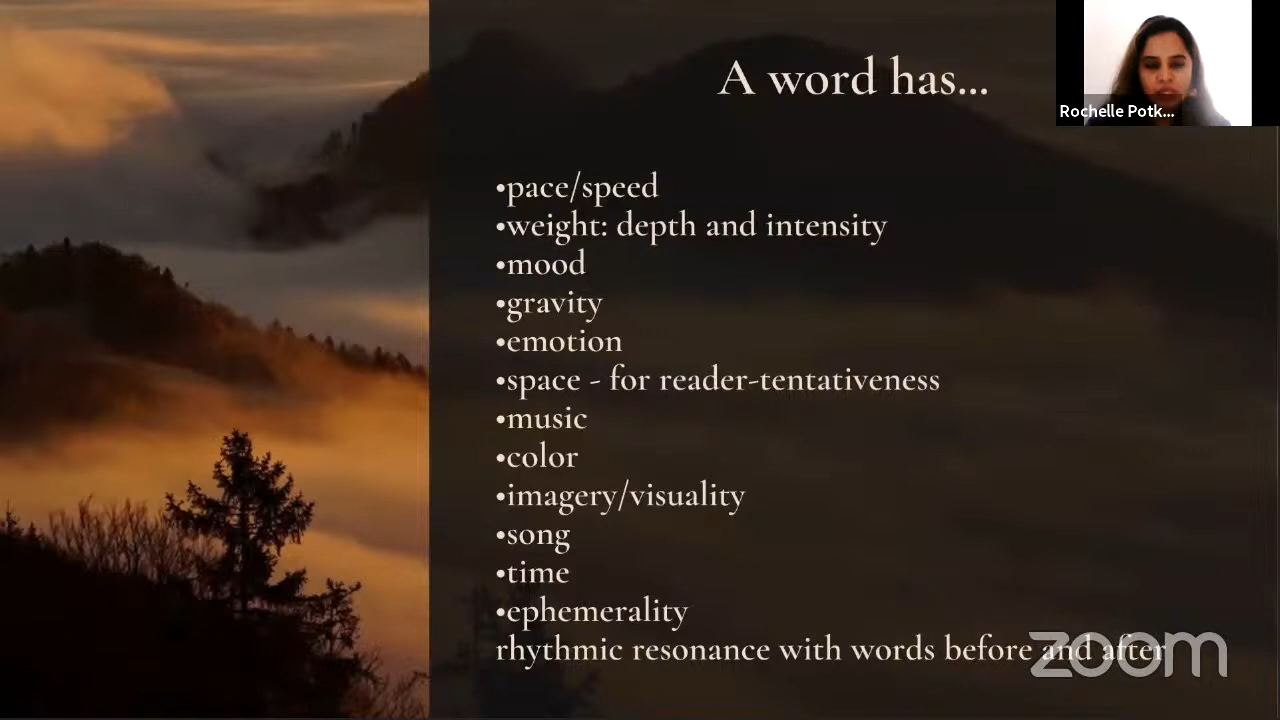 A word has...
Rochelle Potk...
•pace/speed
•weight: depth and intensity
•mood
•gravity
•emotion
•space - for reader-tentativeness
•music
•color
•imagery/visuality
•song
•time
•ephemerality
rhythmic resonance with words before and after
zoom